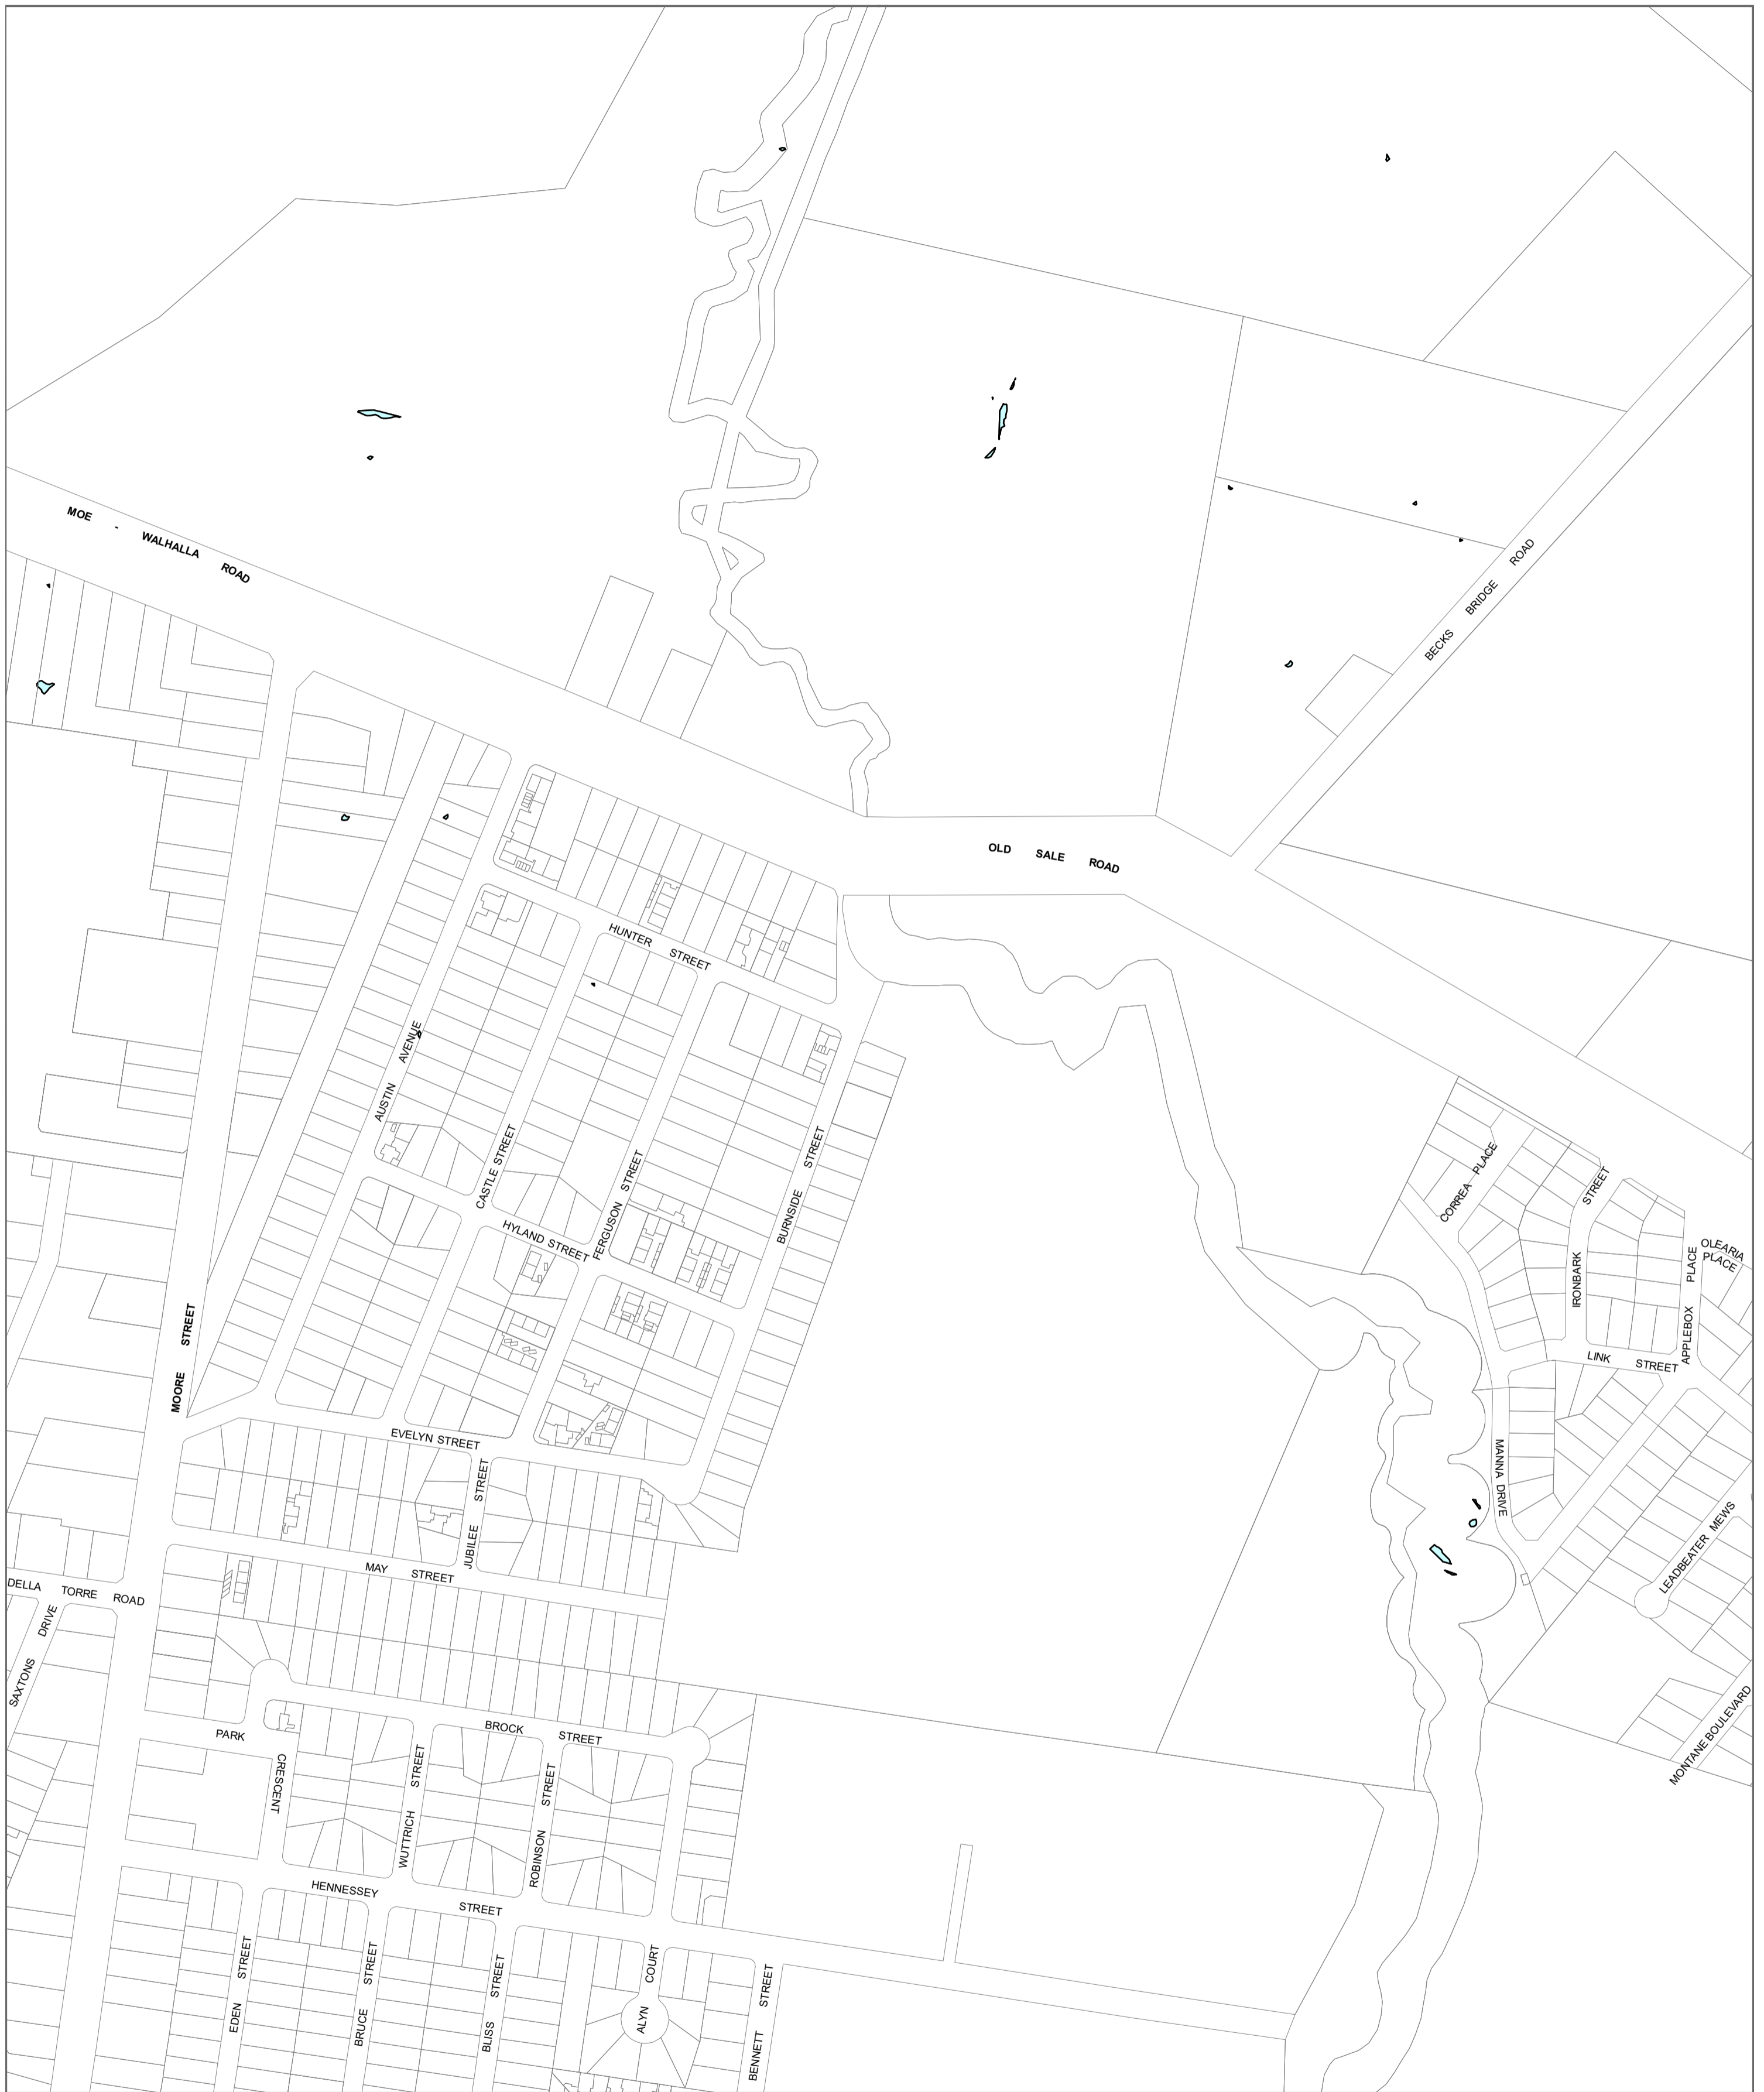 MOE - WALHALLA ROAD
BECKS BRIDGE ROAD
OLD SALE ROAD
HUNTER STREET
AUSTIN AVENUE
CASTLE STREET
FERGUSON STREET
BURNSIDE STREET
HYLAND STREET
CORREA PLACE
IRONBARK STREET
OLEARIA
PLACE
APPLEBOX PLACE
LINK STREET
MOORE STREET
EVELYN STREET
JUBILEE STREET
MANNA DRIVE
LEADBEATER MEWS
MAY STREET
DELLA TORRE ROAD
SAXTONS DRIVE
MONTANE BOULEVARD
PARK CRESCENT
BROCK STREET
WUTTRICH STREET
ROBINSON STREET
HENNESSEY STREET
EDEN STREET
BRUCE STREET
BLISS STREET
ALYN COURT
BENNETT STREET